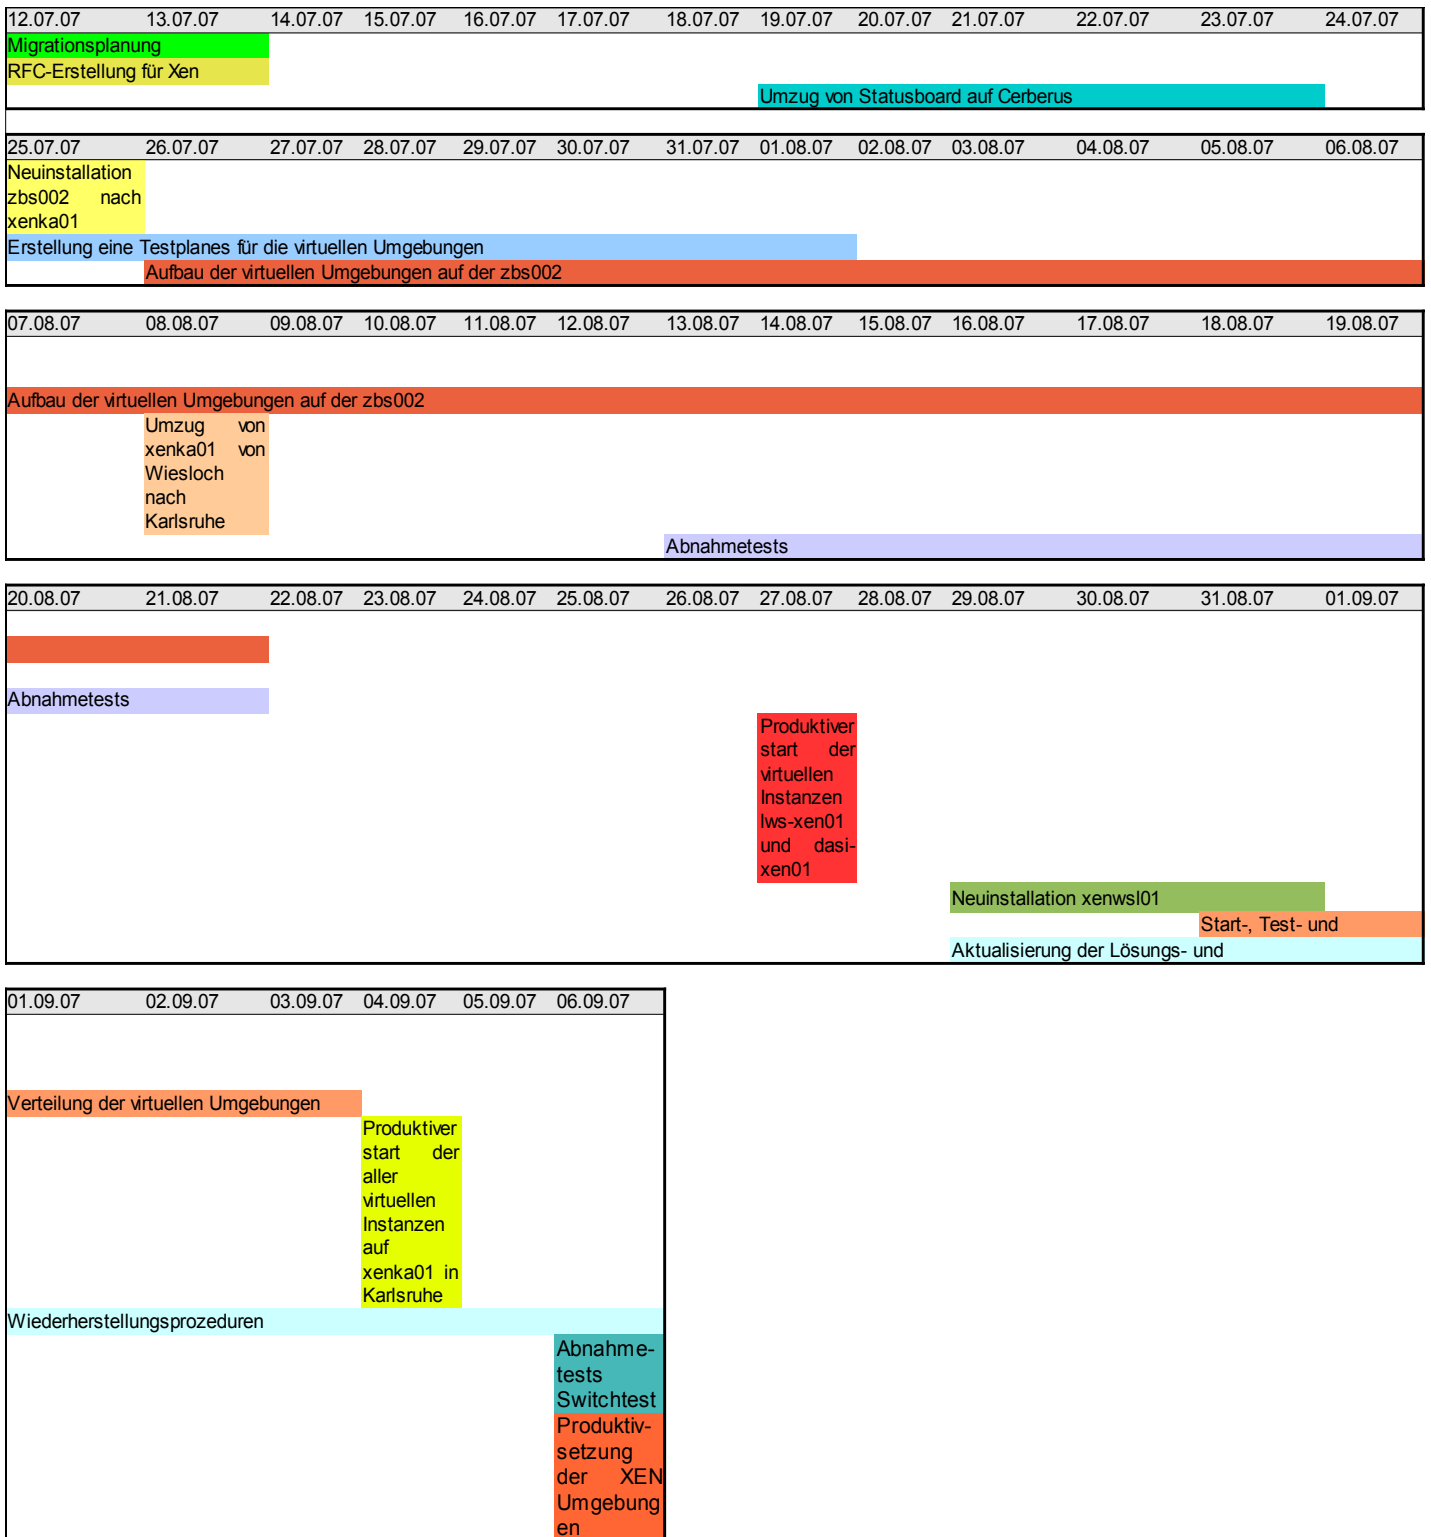 12.07.07 13.07.07 14.07.07 15.07.07 16.07.07 17.07.07 18.07.07 19.07.07 20.07.07 21.07.07 22.07.07 23.07.07 24.07.07
Migrationsplanung
RFC-Erstellung für Xen
Umzug von Statusboard auf Cerberus
25.07.07 26.07.07 27.07.07 28.07.07 29.07.07 30.07.07 31.07.07 01.08.07 02.08.07 03.08.07 04.08.07 05.08.07 06.08.07
Neuinstallation
zbs002 nach
xenka01
Erstellung eine Testplanes für die virtuellen Umgebungen
Aufbau der virtuellen Umgebungen auf der zbs002
07.08.07 08.08.07 09.08.07 10.08.07 11.08.07 12.08.07 13.08.07 14.08.07 15.08.07 16.08.07 17.08.07 18.08.07 19.08.07
Aufbau der virtuellen Umgebungen auf der zbs002
Umzug von
xenka01 von
Wiesloch
nach
Karlsruhe
Abnahmetests
20.08.07 21.08.07 22.08.07 23.08.07 24.08.07 25.08.07 26.08.07 27.08.07 28.08.07 29.08.07 30.08.07 31.08.07 01.09.07
Abnahmetests
Produktiver
start der
virtuellen
Instanzen
lws-xen01
und dasi-
xen01
Neuinstallation xenwsl01
Start-, Test- und
Aktualisierung der Lösungs- und
01.09.07 02.09.07 03.09.07 04.09.07 05.09.07 06.09.07
Verteilung der virtuellen Umgebungen
Produktiver
start der
aller
virtuellen
Instanzen
auf
xenka01 in
Karlsruhe
Wiederherstellungsprozeduren
Abnahme-
tests
Switchtest
Produktiv-
setzung
der XEN
Umgebung
en